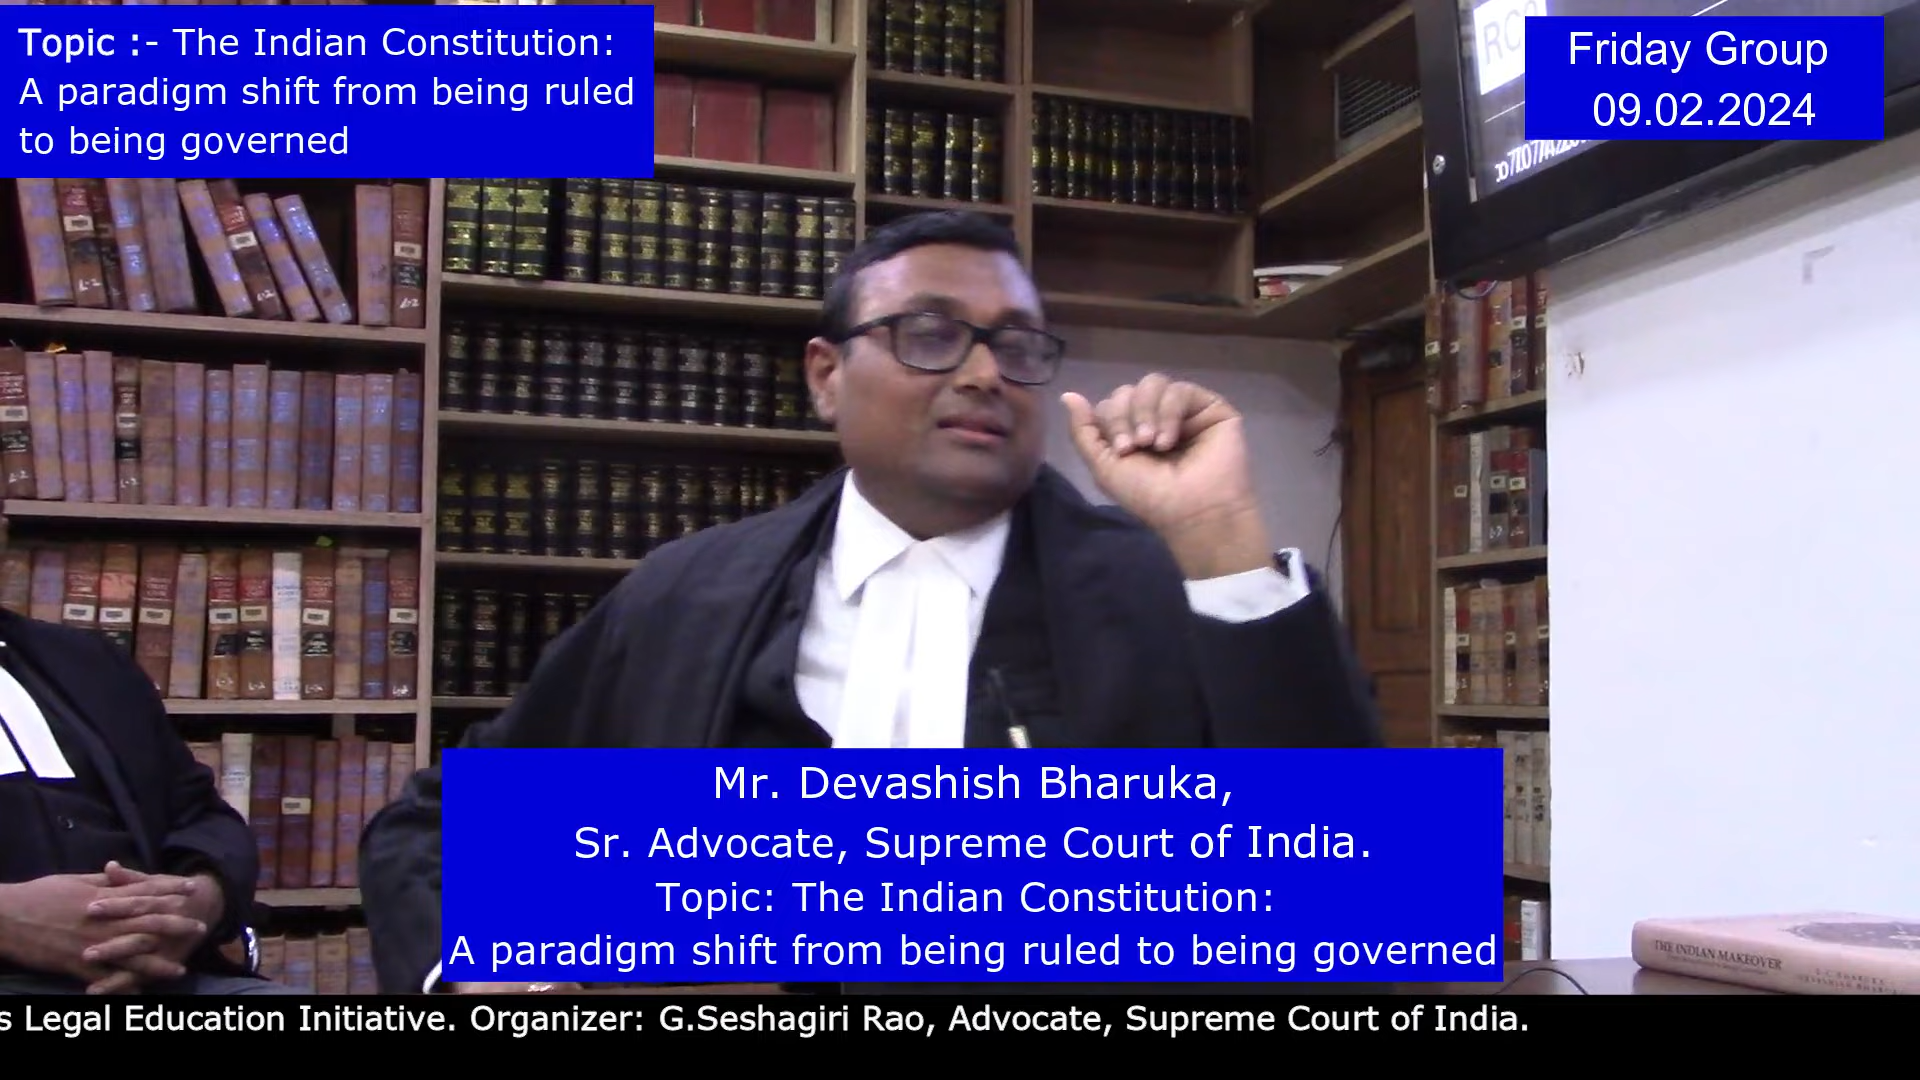 Topic :- The Indian Constitution:
A paradigm shift from being ruled
to being governed
RC
Friday Group
09.02.2024
Mr. Devashish Bharuka,
Sr. Advocate, Supreme Court of India.
Topic: The Indian Constitution:
A paradigm shift from being ruled to being governed
THE INDIAN MAKEOVER
s Legal Education Initiative. Organizer: G.Seshagiri Rao, Advocate, Supreme Court of India.